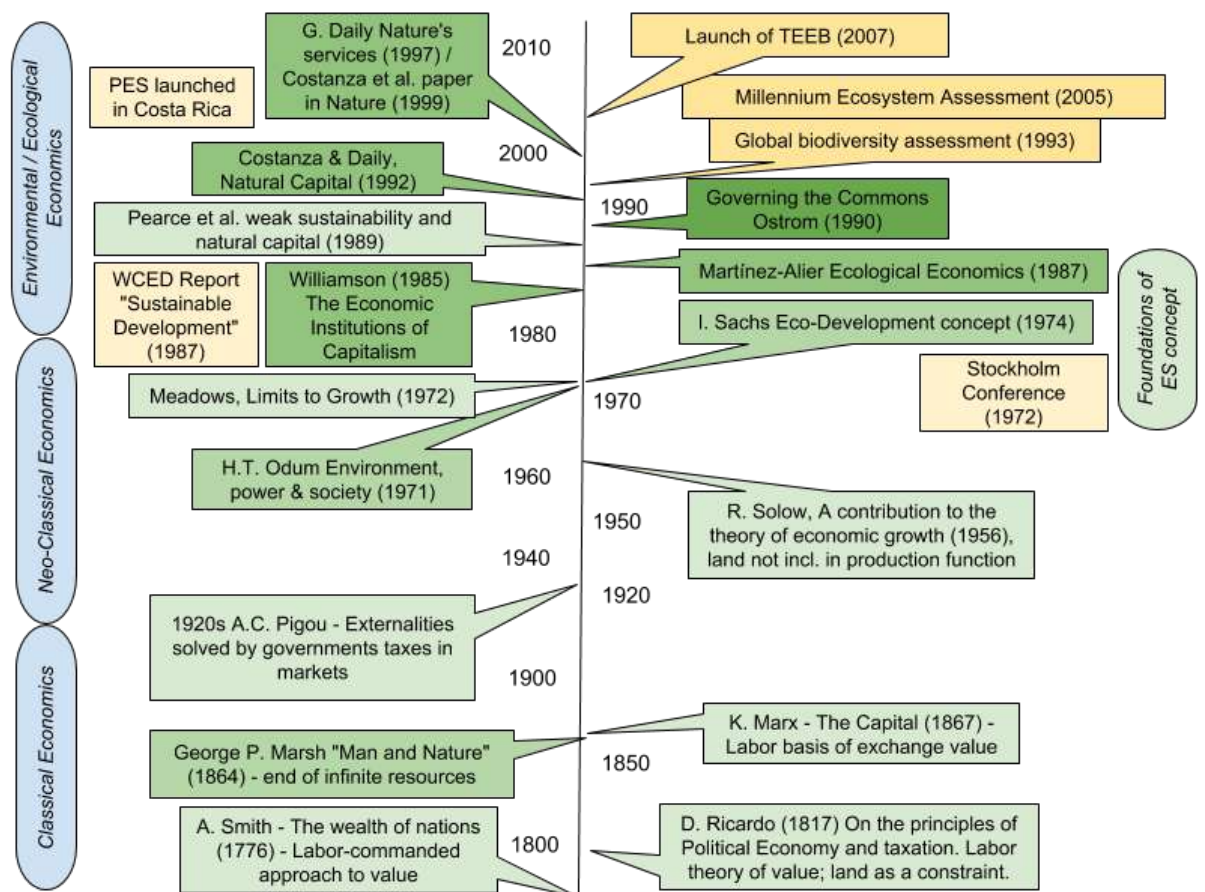 G. Daily Nature's
services (1997) /
Costanza et al. paper
in Nature (1999)
2010
Launch of TEEB (2007)
PES launched
in Costa Rica
Millennium Ecosystem Assessment (2005)
Global biodiversity assessment (1993)
2000
Costanza & Daily,
Natural Capital (1992)
Environmental / Ecological
Economics
1990
Governing the Commons
Ostrom (1990)
Pearce et al. weak sustainability and
natural capital (1989)
WCED Report
"Sustainable
Development"
(1987)
Williamson (1985)
The Economic
Institutions of
Capitalism
Martínez-Alier Ecological Economics (1987)
1980
I. Sachs Eco-Development concept (1974)
Foundations of
ES concept
Stockholm
Conference
(1972)
Meadows, Limits to Growth (1972)
1970
Neo-Classical Economics
H.T. Odum Environment,
power & society (1971)
1960
R. Solow, A contribution to the
theory of economic growth (1956),
land not incl. in production function
1950
1940
1920
1920s A.C. Pigou - Externalities
solved by governments taxes in
markets
1900
Classical Economics
K. Marx - The Capital (1867) -
Labor basis of exchange value
George P. Marsh "Man and Nature"
(1864) - end of infinite resources
1850
A. Smith - The wealth of nations
(1776) - Labor-commanded
approach to value
1800
D. Ricardo (1817) On the principles of
Political Economy and taxation. Labor
theory of value; land as a constraint.